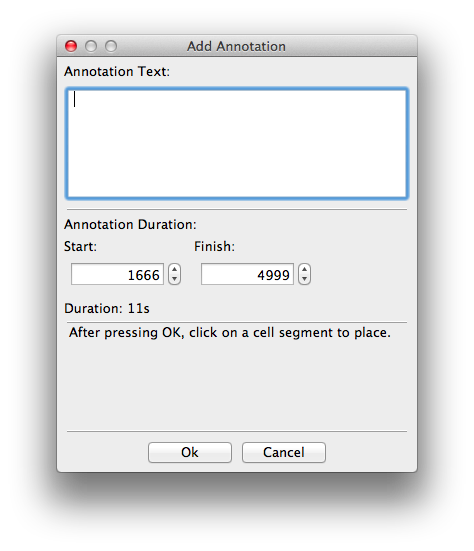 Add Annotation
Annotation Text:
Annotation Duration:
Start: Finish:
1666 4999
Duration: 11s
After pressing OK, click on a cell segment to place.
Ok Cancel